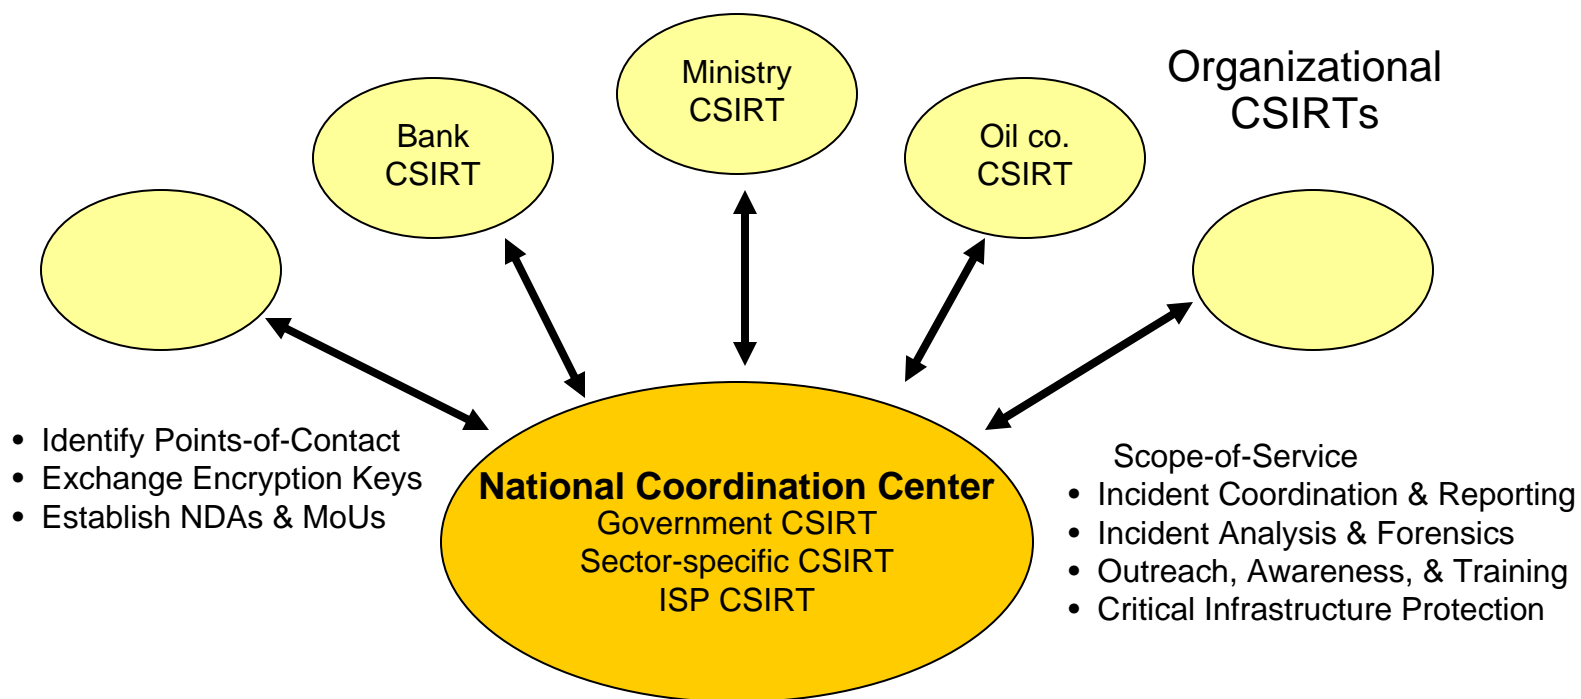 Organizational
CSIRTs
Ministry
CSIRT
Bank
CSIRT
Oil co.
CSIRT
• Identify Points-of-Contact
• Exchange Encryption Keys
• Establish NDAs & MoUs
National Coordination Center
Government CSIRT
Sector-specific CSIRT
ISP CSIRT
Scope-of-Service
• Incident Coordination & Reporting
• Incident Analysis & Forensics
• Outreach, Awareness, & Training
• Critical Infrastructure Protection